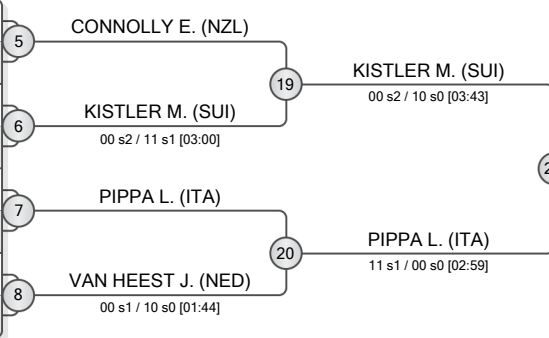 CONNOLLY E. (NZL)
5
19
KISTLER M. (SUI)
00 s2 / 10 s0 [03:43]
KISTLER M. (SUI)
6
00 s2 / 11 s1 [03:00]
PIPPA L. (ITA)
7
20
PIPPA L. (ITA)
11 s1 / 00 s0 [02:59]
VAN HEEST J. (NED)
8
00 s1 / 10 s0 [01:44]